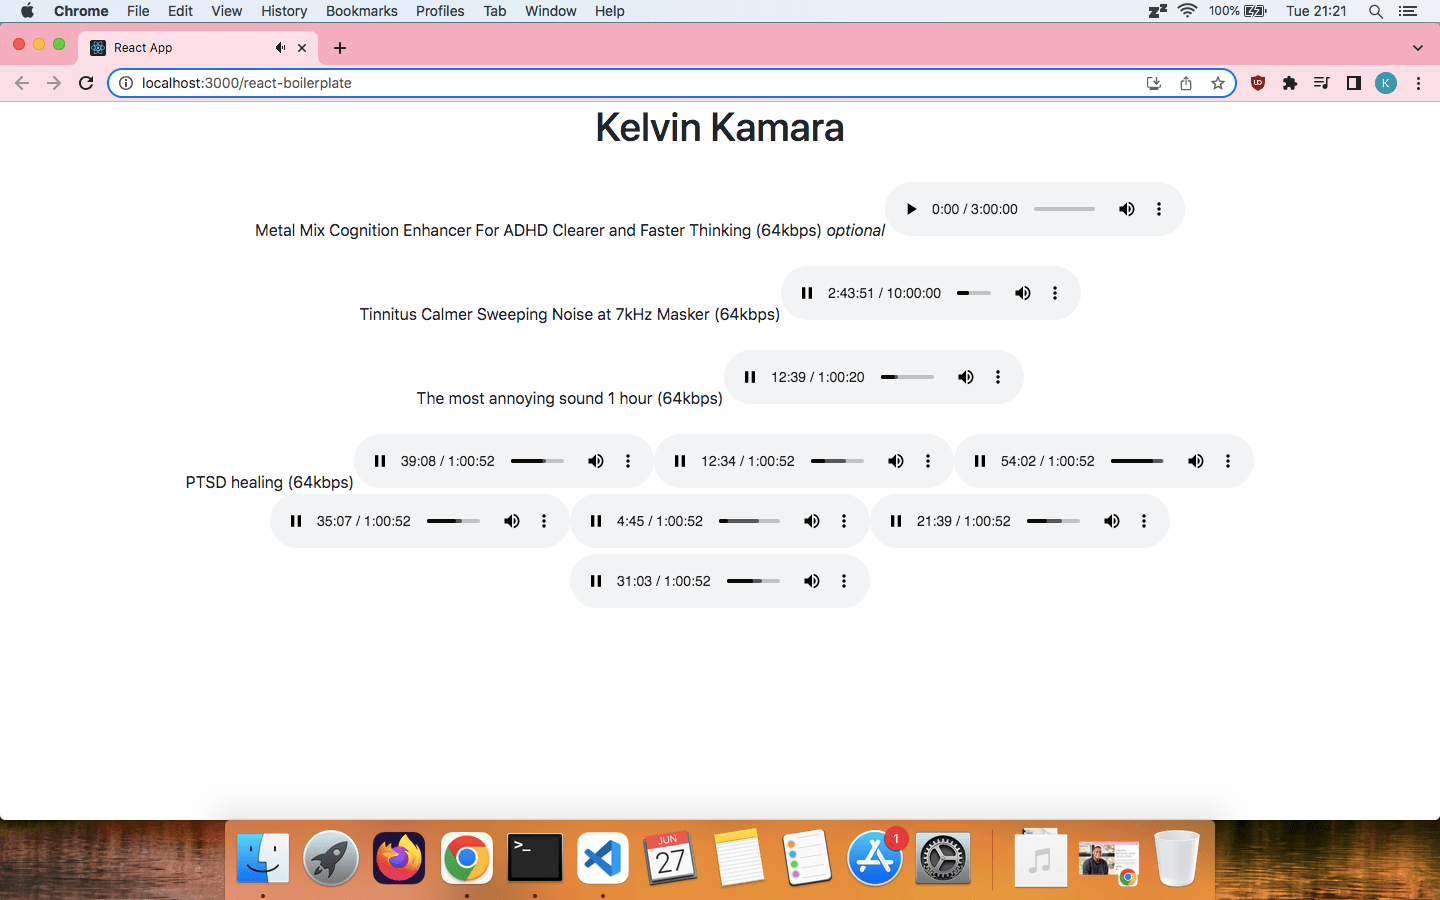 Chrome File Edit View History Bookmarks Profiles Tab Window Help 100% Tue 21:21
React App
localhost:3000/react-boilerplate K
Kelvin Kamara
0:00 / 3:00:00
Metal Mix Cognition Enhancer For ADHD Clearer and Faster Thinking (64kbps) optional
2:43:51 / 10:00:00
Tinnitus Calmer Sweeping Noise at 7kHz Masker (64kbps)
12:39 / 1:00:20
The most annoying sound 1 hour (64kbps)
39:08 / 1:00:52 12:34 / 1:00:52 54:02 / 1:00:52
PTSD healing (64kbps)
35:07 / 1:00:52 4:45 / 1:00:52 21:39 / 1:00:52
31:03 / 1:00:52
1
JUN
27
>_